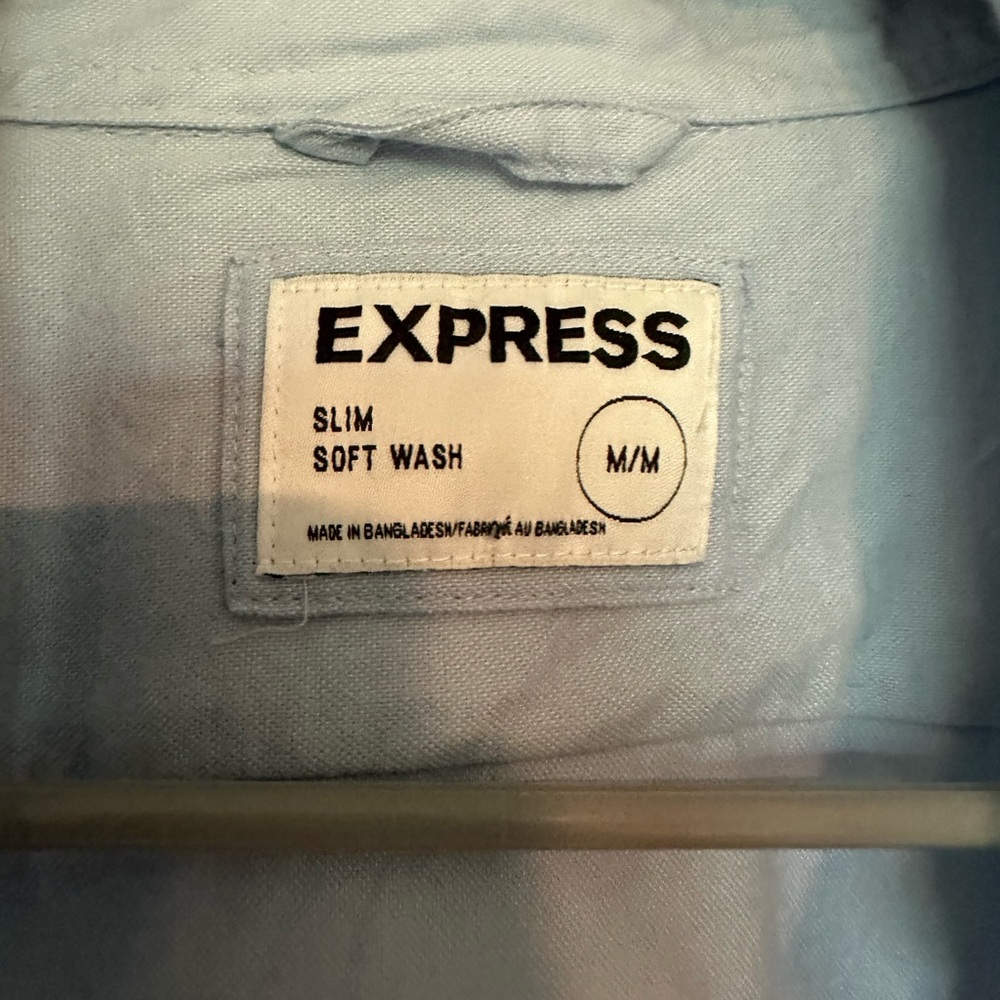 EXPRESS
SLIM
SOFT WASH
M/M
MADE IN BANGLADESH/FABRIQUÉ AU BANGLADESH